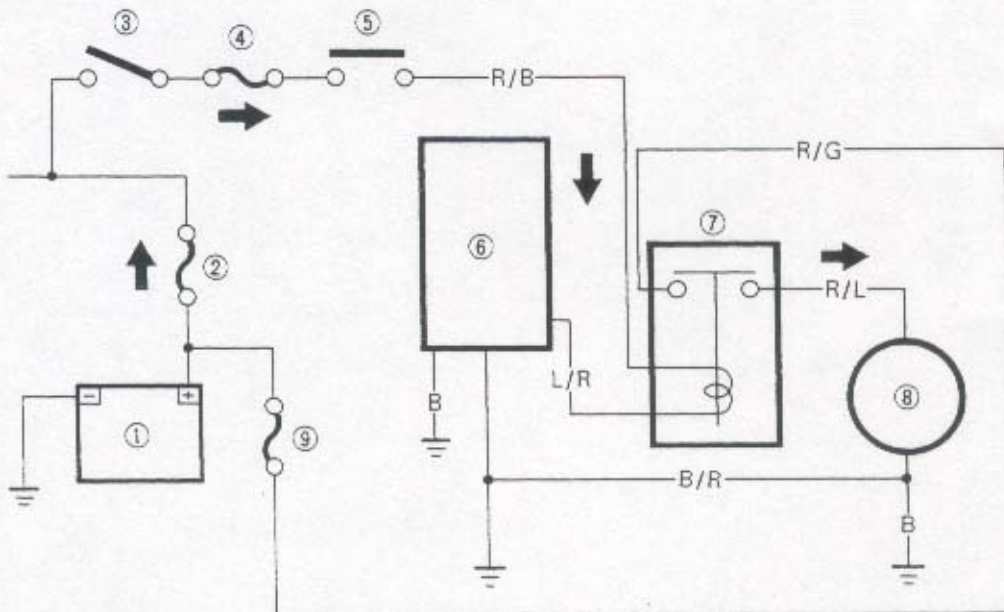 ③ ④ ⑤
R/B
R/G
⑦
② ⑥
R/L
L/R
− + B ⑧
① ⑨
B/R
B